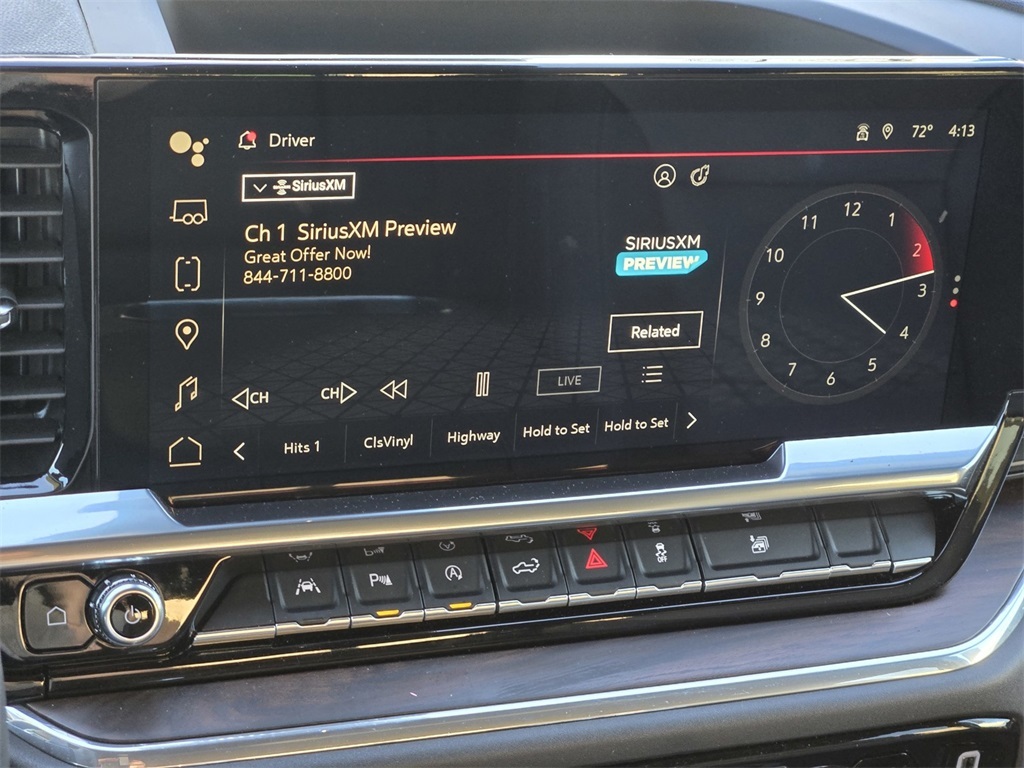 Driver
72° 4:13
SiriusXM
Ch 1 SiriusXM Preview
Great Offer Now!
844-711-8800
SIRIUSXM
PREVIEW
Related
12
1
2
3
4
5
6
7
8
9
10
11
CH
CH
LIVE
Hits 1
ClsVinyl
Highway
Hold to Set
Hold to Set
P
A
OFF